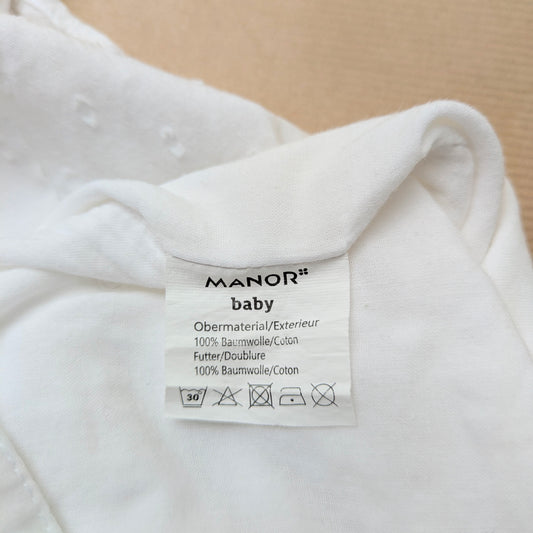 MANOR
baby
Obermaterial/Exterieur
100% Baumwolle/Coton
Futter/Doublure
100% Baumwolle/Coton
30°